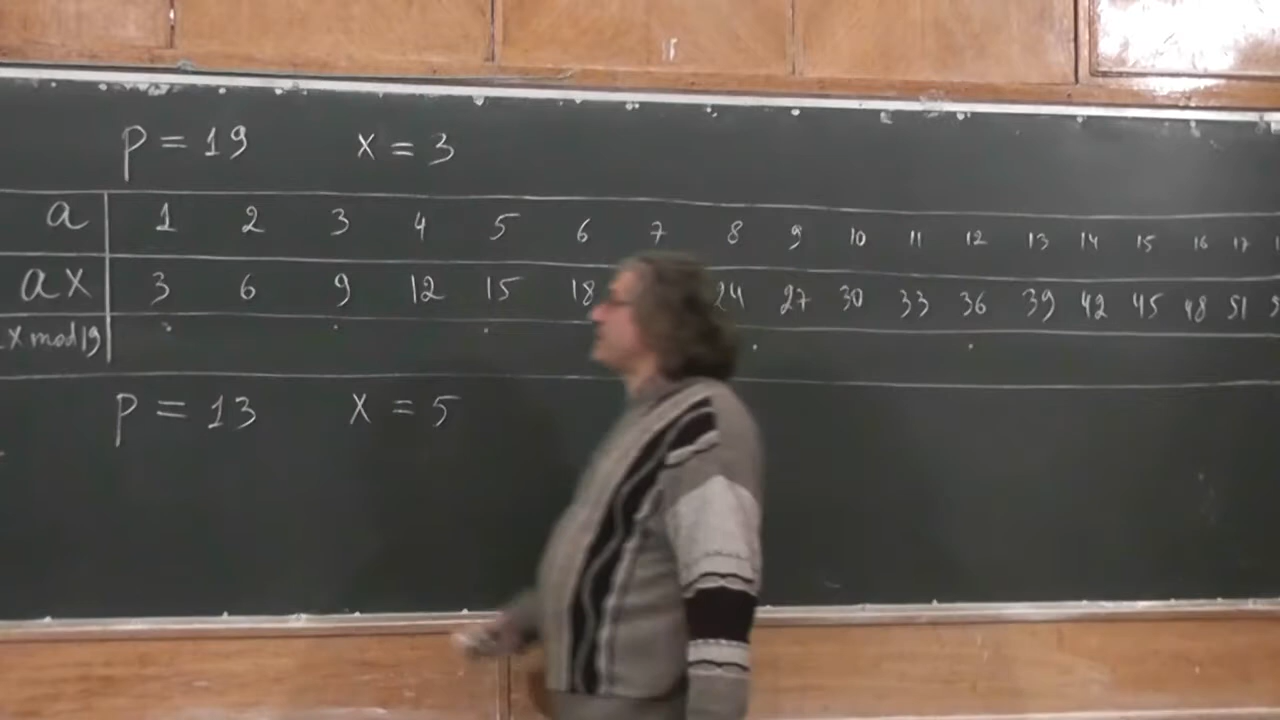 p = 19 x = 3
a 1 2 3 4 5 6 7 8 9 10 11 12 13 14 15 16 17
ax 3 6 9 12 15 18 24 27 30 33 36 39 42 45 48 51
x mod 19
p = 13 x = 5